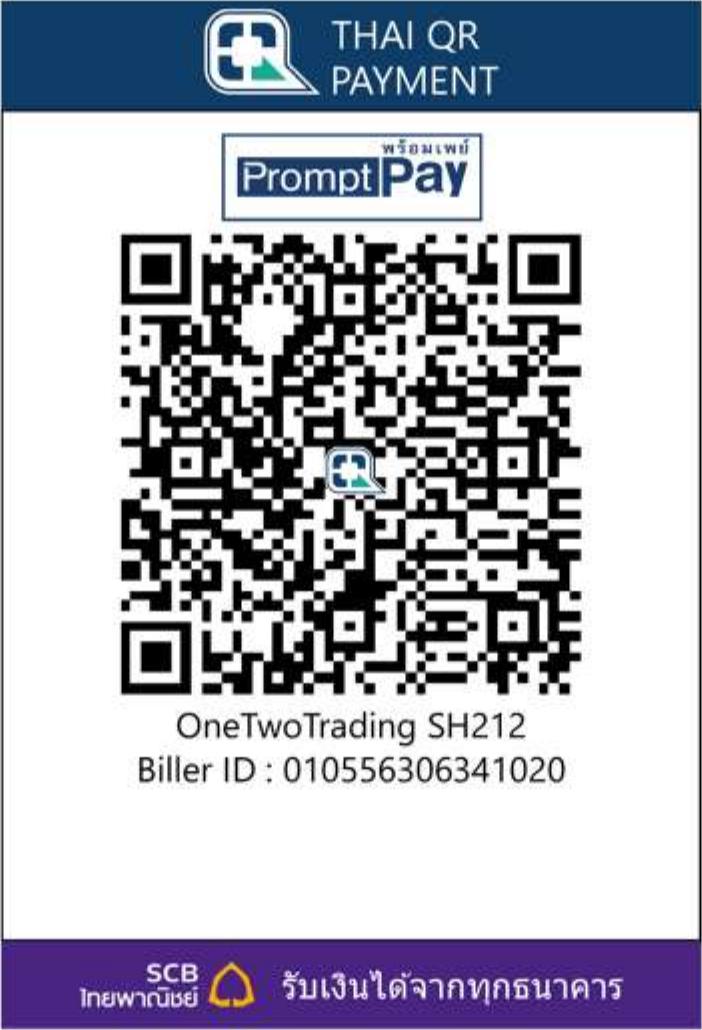 THAI QR
PAYMENT
พร้อมเพย์
PromptPay
OneTwoTrading SH212
Biller ID : 010556306341020
SCB
ไทยพาณิชย์
รับเงินได้จากทุกธนาคาร